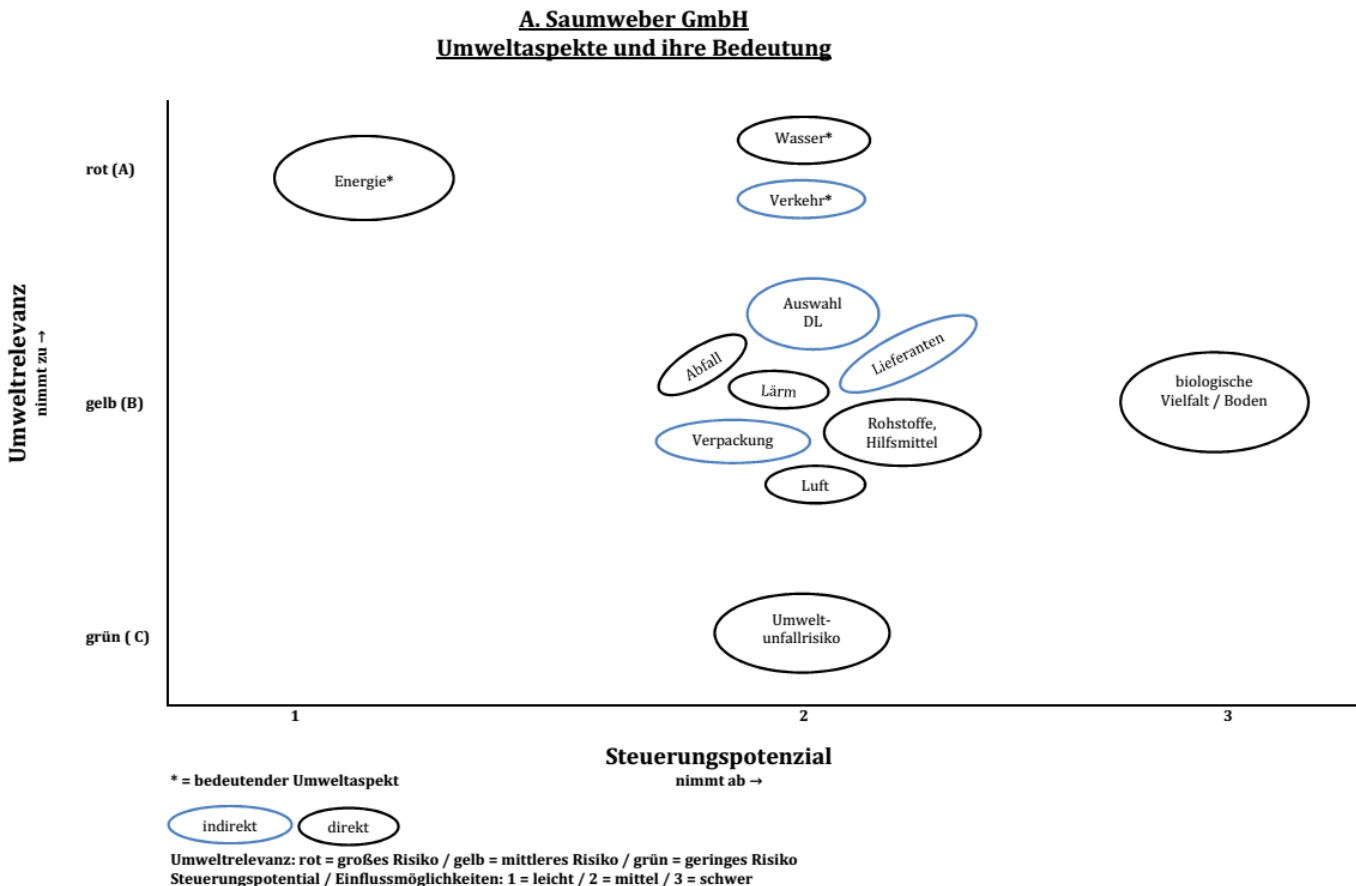 A. Saumweber GmbH
Umweltaspekte und ihre Bedeutung
Umweltrelevanz
nimmt zu →
rot (A)
gelb (B)
grün ( C)
Energie*
Wasser*
Verkehr*
Auswahl
DL
Abfall
Lieferanten
Lärm
biologische
Vielfalt / Boden
Verpackung
Rohstoffe,
Hilfsmittel
Luft
Umwelt-
unfallrisiko
1
2
3
Steuerungspotenzial
nimmt ab →
* = bedeutender Umweltaspekt
indirekt
direkt
Umweltrelevanz: rot = großes Risiko / gelb = mittleres Risiko / grün = geringes Risiko
Steuerungspotential / Einflussmöglichkeiten: 1 = leicht / 2 = mittel / 3 = schwer